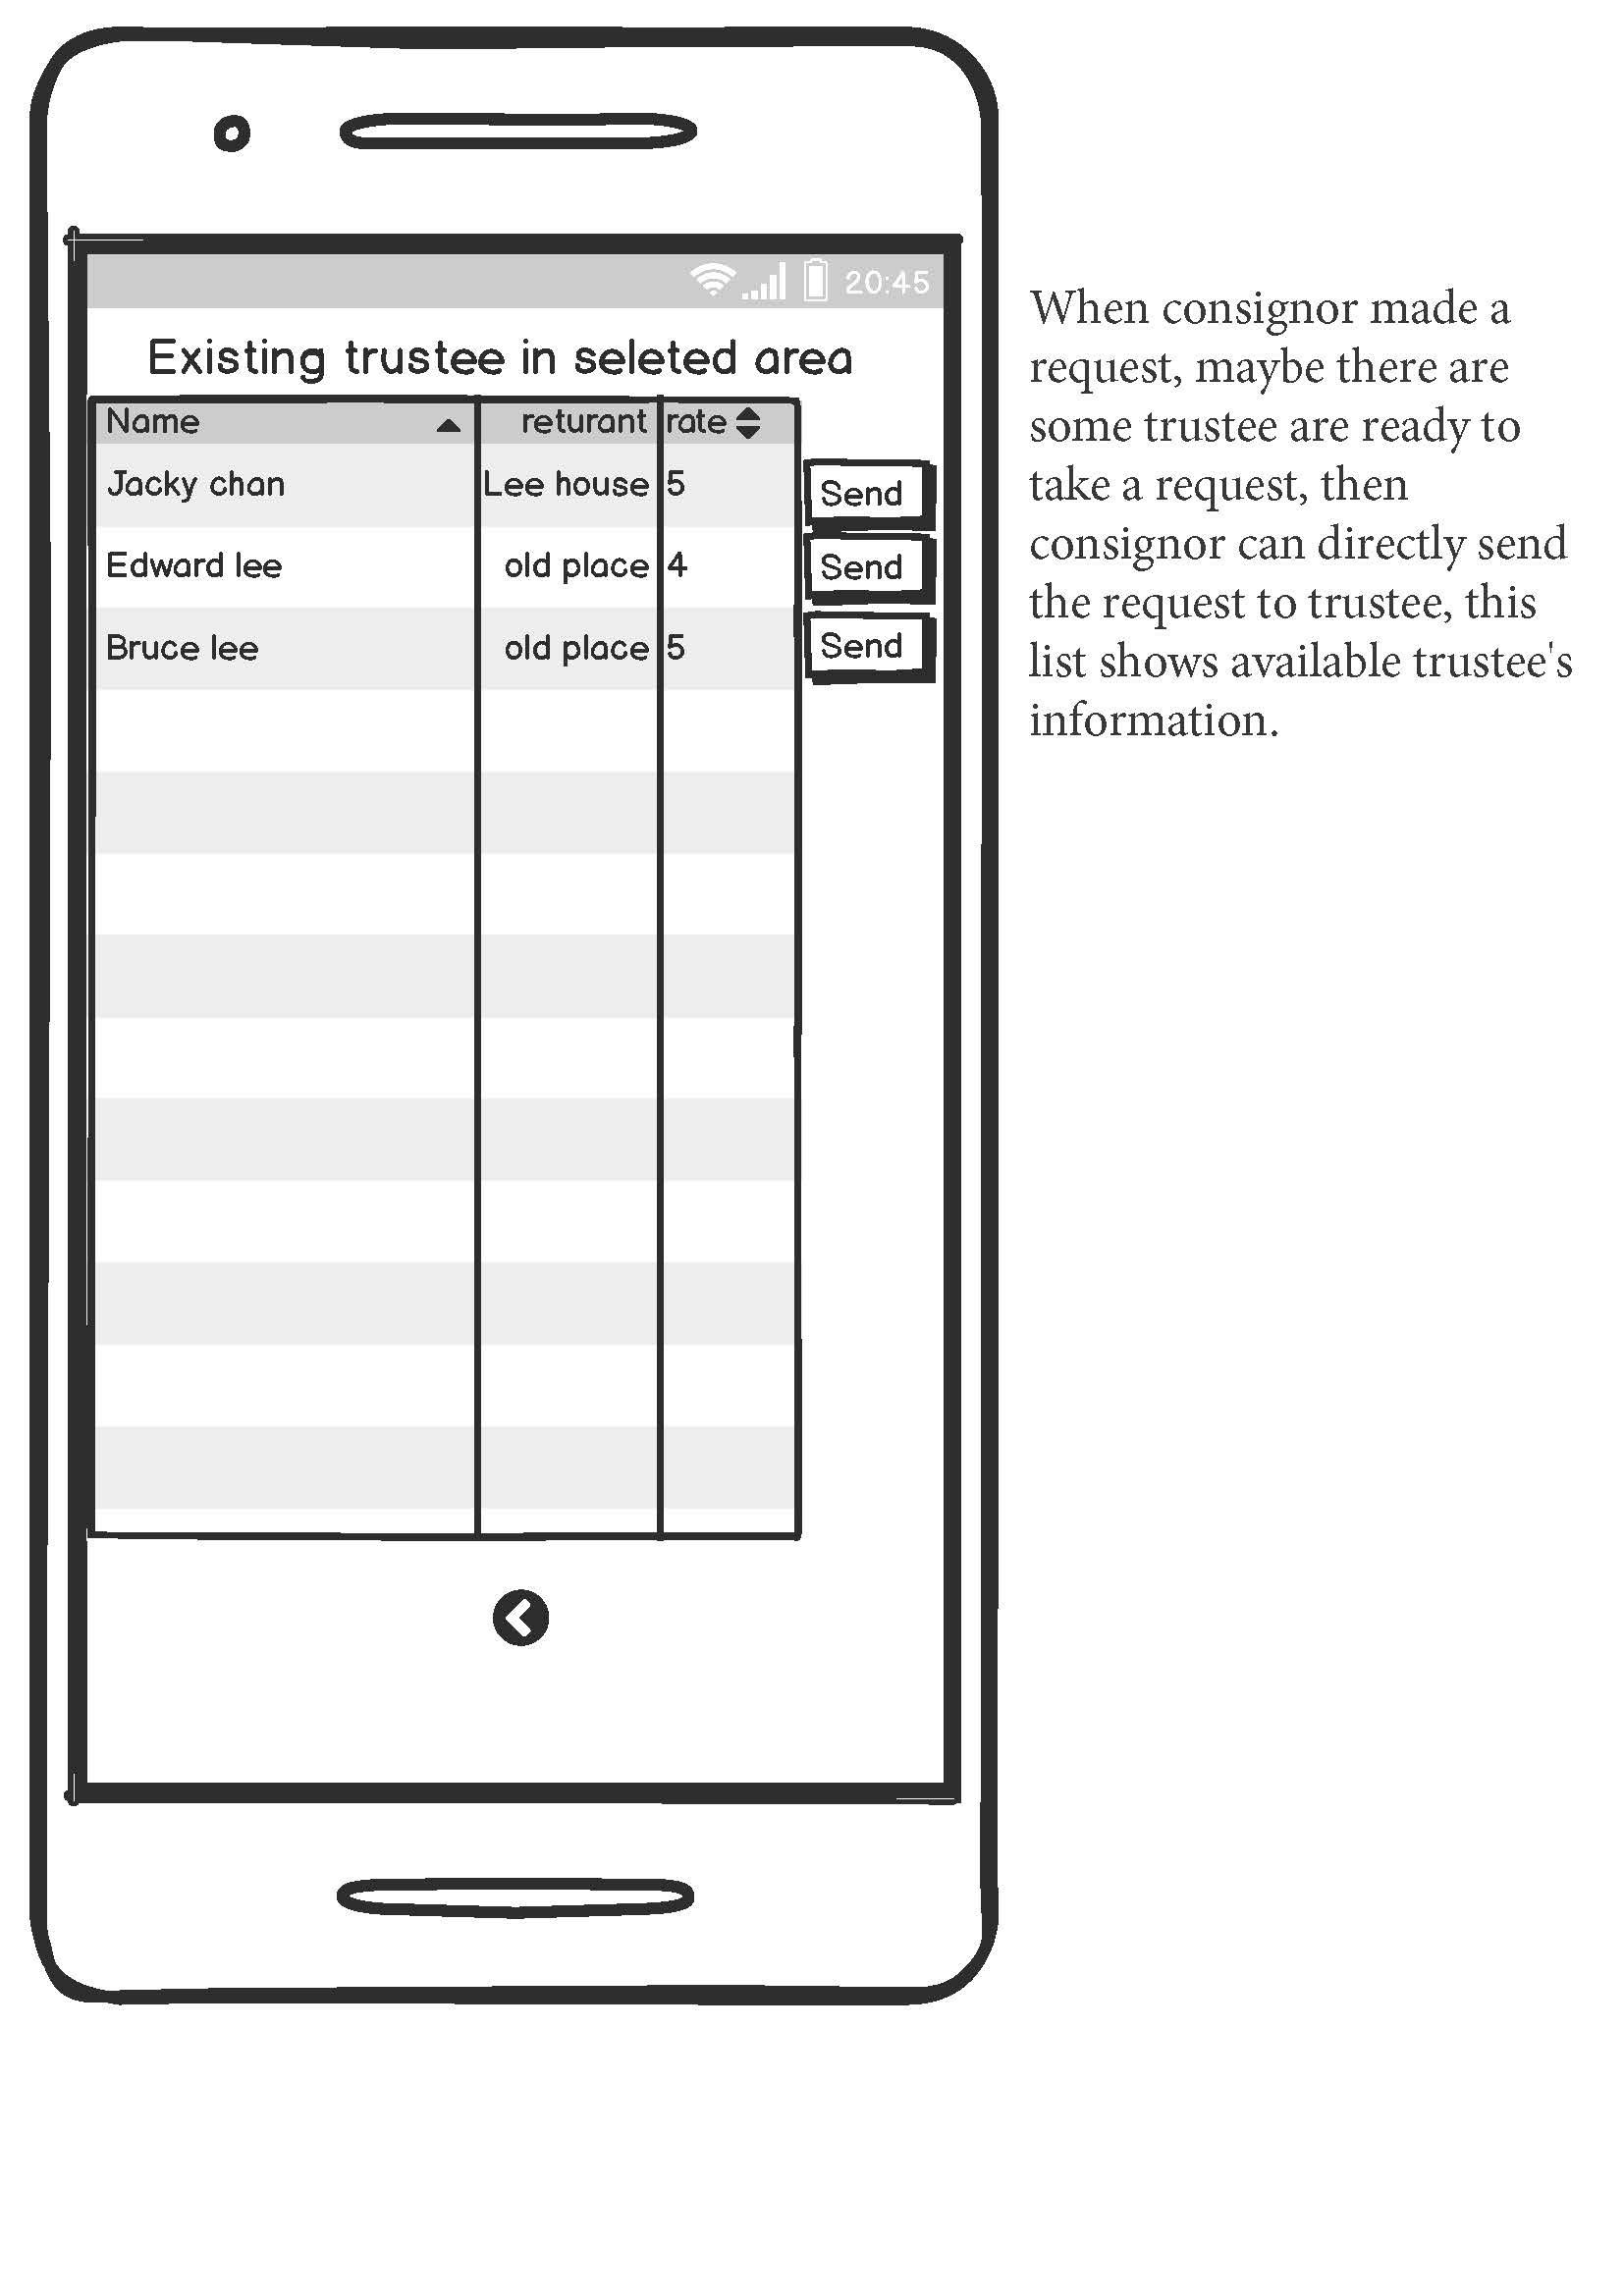 20:45
Existing trustee in seleted area
Name returant rate
Jacky chan Lee house 5 Send
Edward lee old place 4 Send
Bruce lee old place 5 Send
When consignor made a
request, maybe there are
some trustee are ready to
take a request, then
consignor can directly send
the request to trustee, this
list shows available trustee's
information.